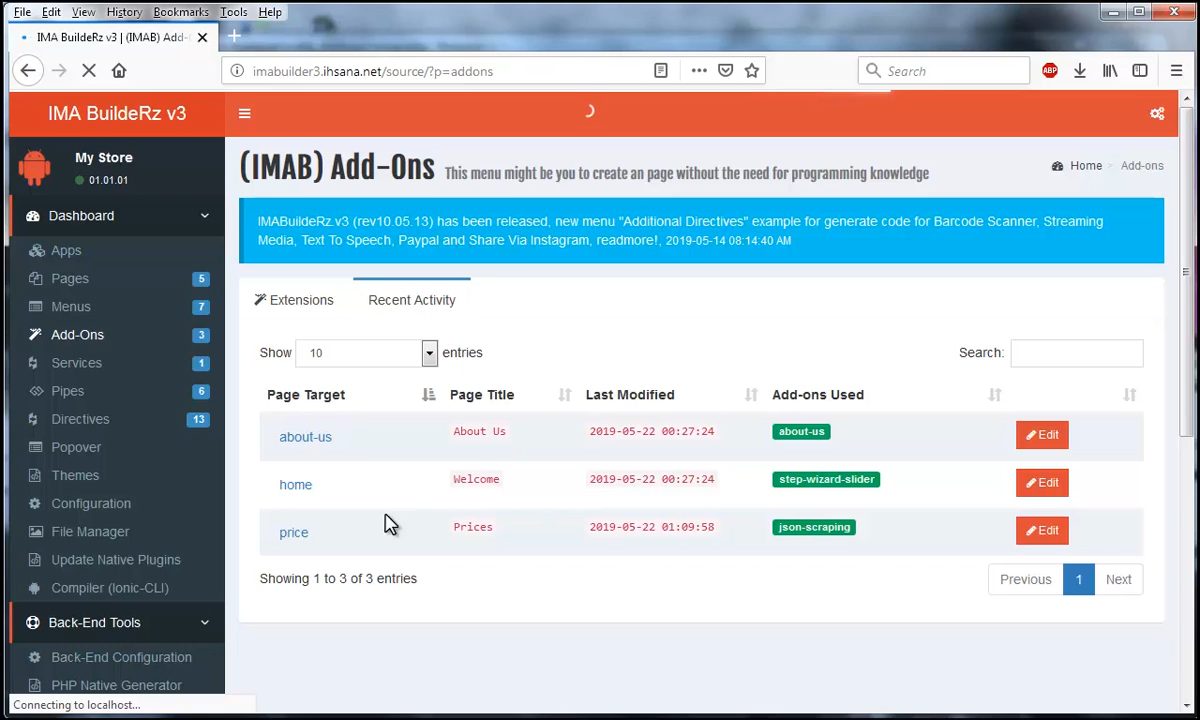 File Edit View History Bookmarks Tools Help
IMA BuildeRz v3 | (IMAB) Add-
imabuilder3.ihsana.net/source/?p=addons
Search
ABP
IMA BuildeRz v3
My Store
01.01.01
Dashboard
Apps
Pages 5
Menus 7
Add-Ons 3
Services 1
Pipes 6
Directives 13
Popover
Themes
Configuration
File Manager
Update Native Plugins
Compiler (Ionic-CLI)
Back-End Tools
Back-End Configuration
PHP Native Generator
Connecting to localhost...
(IMAB) Add-Ons This menu might be you to create an page without the need for programming knowledge
Home > Add-ons
IMABuildeRz.v3 (rev10.05.13) has been released, new menu "Additional Directives" example for generate code for Barcode Scanner, Streaming
Media, Text To Speech, Paypal and Share Via Instagram, readmore!, 2019-05-14 08:14:40 AM
Extensions Recent Activity
Show 10 entries Search:
Page Target Page Title Last Modified Add-ons Used
about-us About Us 2019-05-22 00:27:24 about-us Edit
home Welcome 2019-05-22 00:27:24 step-wizard-slider Edit
price Prices 2019-05-22 01:09:58 json-scraping Edit
Showing 1 to 3 of 3 entries Previous 1 Next